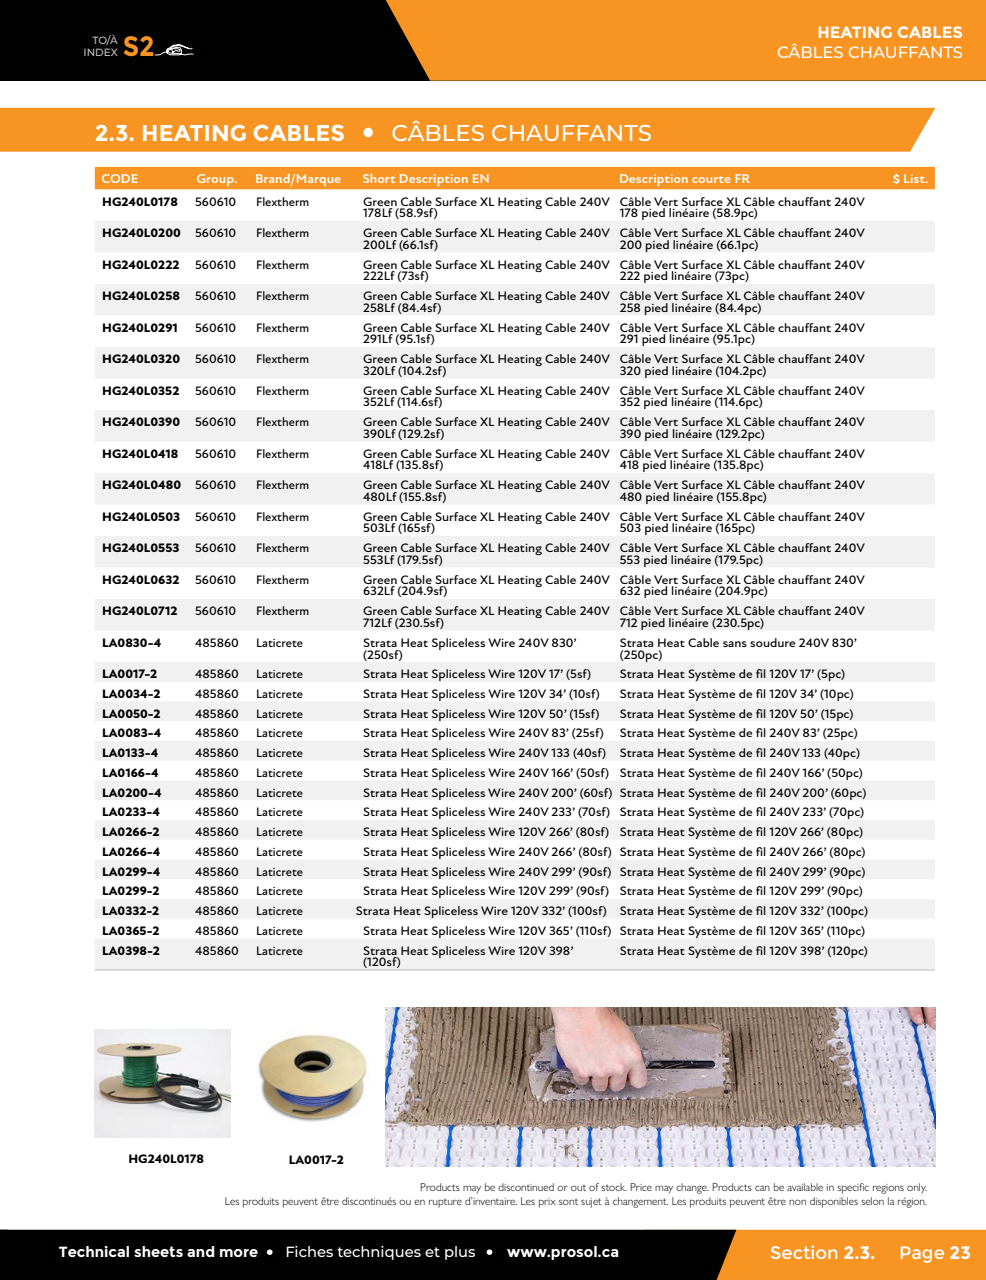 TO/À
INDEX S2
HEATING CABLES
CÂBLES CHAUFFANTS
2.3. HEATING CABLES • CÂBLES CHAUFFANTS
CODE Group. Brand/Marque Short Description EN Description courte FR $ List.
HG240L0178 560610 Flextherm Green Cable Surface XL Heating Cable 240V Câble Vert Surface XL Câble chauffant 240V
178Lf (58.9sf) 178 pied linéaire (58.9pc)
HG240L0200 560610 Flextherm Green Cable Surface XL Heating Cable 240V Câble Vert Surface XL Câble chauffant 240V
200Lf (66.1sf) 200 pied linéaire (66.1pc)
HG240L0222 560610 Flextherm Green Cable Surface XL Heating Cable 240V Câble Vert Surface XL Câble chauffant 240V
222Lf (73sf) 222 pied linéaire (73pc)
HG240L0258 560610 Flextherm Green Cable Surface XL Heating Cable 240V Câble Vert Surface XL Câble chauffant 240V
258Lf (84.4sf) 258 pied linéaire (84.4pc)
HG240L0291 560610 Flextherm Green Cable Surface XL Heating Cable 240V Câble Vert Surface XL Câble chauffant 240V
291Lf (95.1sf) 291 pied linéaire (95.1pc)
HG240L0320 560610 Flextherm Green Cable Surface XL Heating Cable 240V Câble Vert Surface XL Câble chauffant 240V
320Lf (104.2sf) 320 pied linéaire (104.2pc)
HG240L0352 560610 Flextherm Green Cable Surface XL Heating Cable 240V Câble Vert Surface XL Câble chauffant 240V
352Lf (114.6sf) 352 pied linéaire (114.6pc)
HG240L0390 560610 Flextherm Green Cable Surface XL Heating Cable 240V Câble Vert Surface XL Câble chauffant 240V
390Lf (129.2sf) 390 pied linéaire (129.2pc)
HG240L0418 560610 Flextherm Green Cable Surface XL Heating Cable 240V Câble Vert Surface XL Câble chauffant 240V
418Lf (135.8sf) 418 pied linéaire (135.8pc)
HG240L0480 560610 Flextherm Green Cable Surface XL Heating Cable 240V Câble Vert Surface XL Câble chauffant 240V
480Lf (155.8sf) 480 pied linéaire (155.8pc)
HG240L0503 560610 Flextherm Green Cable Surface XL Heating Cable 240V Câble Vert Surface XL Câble chauffant 240V
503Lf (165sf) 503 pied linéaire (165pc)
HG240L0553 560610 Flextherm Green Cable Surface XL Heating Cable 240V Câble Vert Surface XL Câble chauffant 240V
553Lf (179.5sf) 553 pied linéaire (179.5pc)
HG240L0632 560610 Flextherm Green Cable Surface XL Heating Cable 240V Câble Vert Surface XL Câble chauffant 240V
632Lf (204.9sf) 632 pied linéaire (204.9pc)
HG240L0712 560610 Flextherm Green Cable Surface XL Heating Cable 240V Câble Vert Surface XL Câble chauffant 240V
712Lf (230.5sf) 712 pied linéaire (230.5pc)
LA0830-4 485860 Laticrete Strata Heat Spliceless Wire 240V 830’ Strata Heat Cable sans soudure 240V 830’
(250sf) (250pc)
LA0017-2 485860 Laticrete Strata Heat Spliceless Wire 120V 17’ (5sf) Strata Heat Système de fil 120V 17’ (5pc)
LA0034-2 485860 Laticrete Strata Heat Spliceless Wire 120V 34’ (10sf) Strata Heat Système de fil 120V 34’ (10pc)
LA0050-2 485860 Laticrete Strata Heat Spliceless Wire 120V 50’ (15sf) Strata Heat Système de fil 120V 50’ (15pc)
LA0083-4 485860 Laticrete Strata Heat Spliceless Wire 240V 83’ (25sf) Strata Heat Système de fil 240V 83’ (25pc)
LA0133-4 485860 Laticrete Strata Heat Spliceless Wire 240V 133 (40sf) Strata Heat Système de fil 240V 133 (40pc)
LA0166-4 485860 Laticrete Strata Heat Spliceless Wire 240V 166’ (50sf) Strata Heat Système de fil 240V 166’ (50pc)
LA0200-4 485860 Laticrete Strata Heat Spliceless Wire 240V 200’ (60sf) Strata Heat Système de fil 240V 200’ (60pc)
LA0233-4 485860 Laticrete Strata Heat Spliceless Wire 240V 233’ (70sf) Strata Heat Système de fil 240V 233’ (70pc)
LA0266-2 485860 Laticrete Strata Heat Spliceless Wire 120V 266’ (80sf) Strata Heat Système de fil 120V 266’ (80pc)
LA0266-4 485860 Laticrete Strata Heat Spliceless Wire 240V 266’ (80sf) Strata Heat Système de fil 240V 266’ (80pc)
LA0299-4 485860 Laticrete Strata Heat Spliceless Wire 240V 299’ (90sf) Strata Heat Système de fil 240V 299’ (90pc)
LA0299-2 485860 Laticrete Strata Heat Spliceless Wire 120V 299’ (90sf) Strata Heat Système de fil 120V 299’ (90pc)
LA0332-2 485860 Laticrete Strata Heat Spliceless Wire 120V 332’ (100sf) Strata Heat Système de fil 120V 332’ (100pc)
LA0365-2 485860 Laticrete Strata Heat Spliceless Wire 120V 365’ (110sf) Strata Heat Système de fil 120V 365’ (110pc)
LA0398-2 485860 Laticrete Strata Heat Spliceless Wire 120V 398’ Strata Heat Système de fil 120V 398’ (120pc)
(120sf)
HG240L0178
LA0017-2
Products may be discontinued or out of stock. Price may change. Products can be available in specific regions only.
Les produits peuvent être discontinués ou en rupture d’inventaire. Les prix sont sujet à changement. Les produits peuvent être non disponibles selon la région.
Technical sheets and more • Fiches techniques et plus • www.prosol.ca
Section 2.3. Page 23